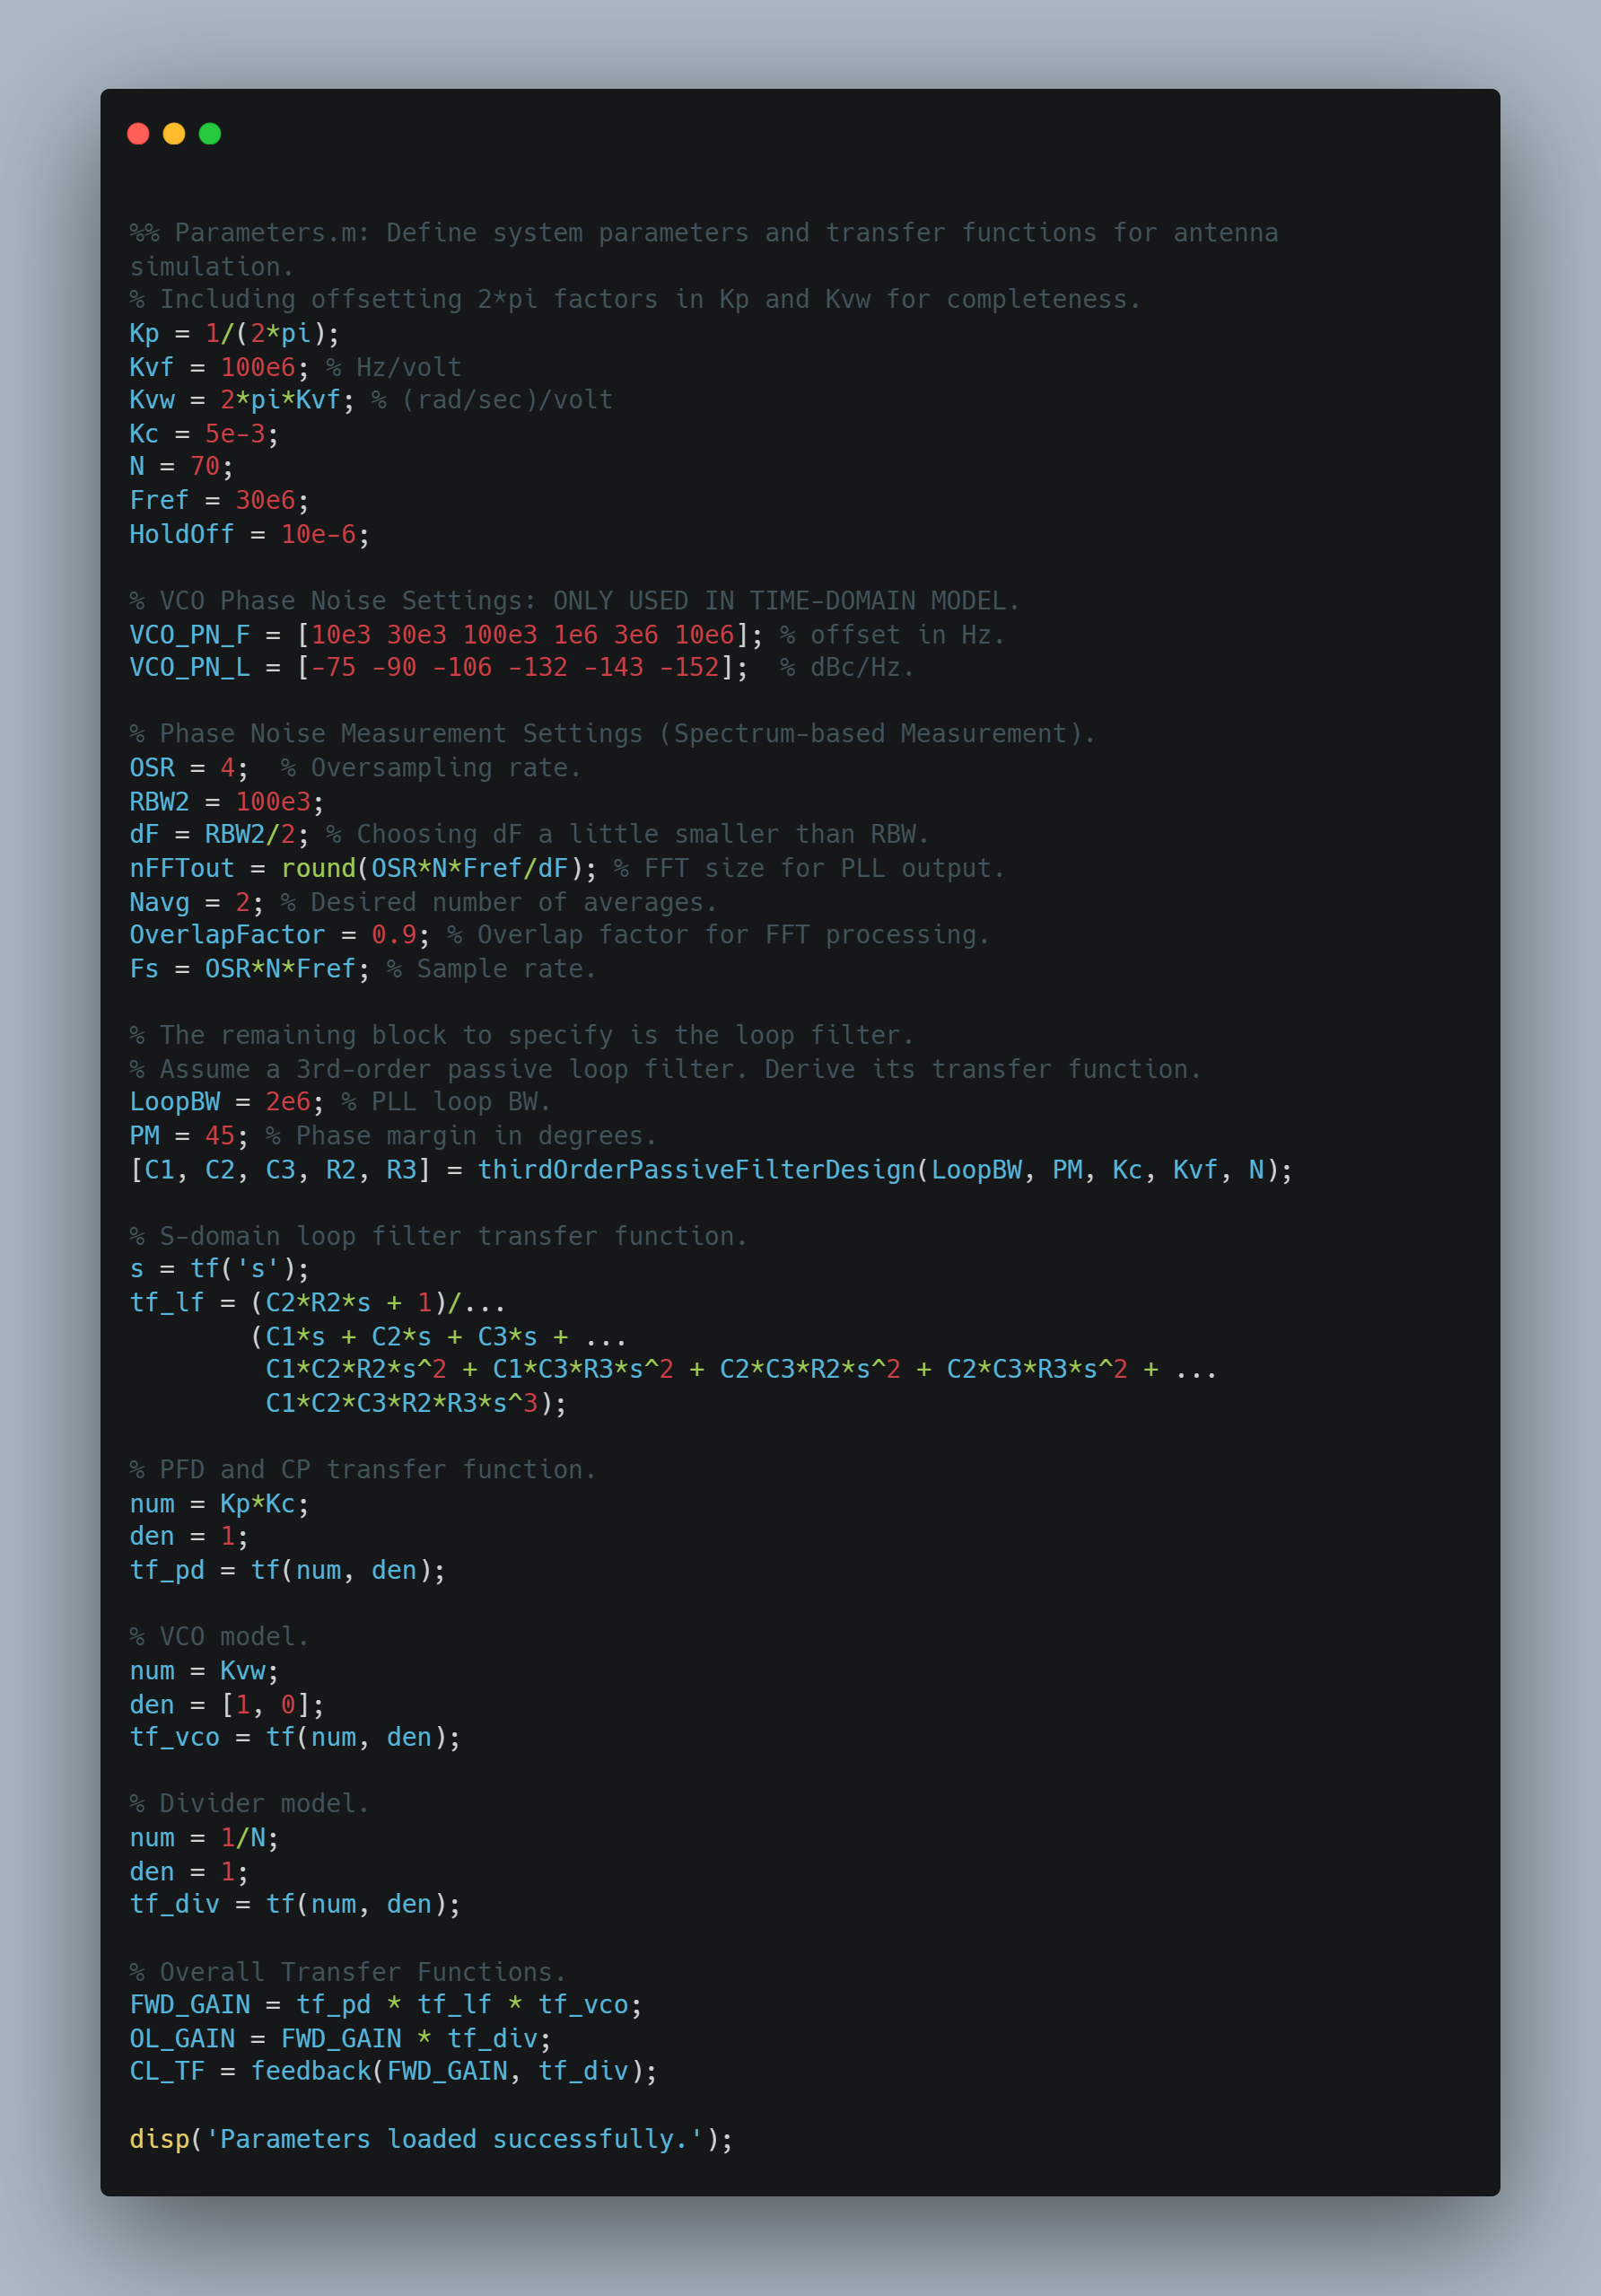 %% Parameters.m: Define system parameters and transfer functions for antenna
simulation.
% Including offsetting 2*pi factors in Kp and Kvw for completeness.
Kp = 1/(2*pi);
Kvf = 100e6; % Hz/volt
Kvw = 2*pi*Kvf; % (rad/sec)/volt
Kc = 5e-3;
N = 70;
Fref = 30e6;
HoldOff = 10e-6;

% VCO Phase Noise Settings: ONLY USED IN TIME-DOMAIN MODEL.
VCO_PN_F = [10e3 30e3 100e3 1e6 3e6 10e6]; % offset in Hz.
VCO_PN_L = [-75 -90 -106 -132 -143 -152];  % dBc/Hz.

% Phase Noise Measurement Settings (Spectrum-based Measurement).
OSR = 4;  % Oversampling rate.
RBW2 = 100e3;
dF = RBW2/2; % Choosing dF a little smaller than RBW.
nFFTout = round(OSR*N*Fref/dF); % FFT size for PLL output.
Navg = 2; % Desired number of averages.
OverlapFactor = 0.9; % Overlap factor for FFT processing.
Fs = OSR*N*Fref; % Sample rate.

% The remaining block to specify is the loop filter.
% Assume a 3rd-order passive loop filter. Derive its transfer function.
LoopBW = 2e6; % PLL loop BW.
PM = 45; % Phase margin in degrees.
[C1, C2, C3, R2, R3] = thirdOrderPassiveFilterDesign(LoopBW, PM, Kc, Kvf, N);

% S-domain loop filter transfer function.
s = tf('s');
tf_lf = (C2*R2*s + 1)/...
        (C1*s + C2*s + C3*s + ...
         C1*C2*R2*s^2 + C1*C3*R3*s^2 + C2*C3*R2*s^2 + C2*C3*R3*s^2 + ...
         C1*C2*C3*R2*R3*s^3);

% PFD and CP transfer function.
num = Kp*Kc;
den = 1;
tf_pd = tf(num, den);

% VCO model.
num = Kvw;
den = [1, 0];
tf_vco = tf(num, den);

% Divider model.
num = 1/N;
den = 1;
tf_div = tf(num, den);

% Overall Transfer Functions.
FWD_GAIN = tf_pd * tf_lf * tf_vco;
OL_GAIN = FWD_GAIN * tf_div;
CL_TF = feedback(FWD_GAIN, tf_div);

disp('Parameters loaded successfully.');